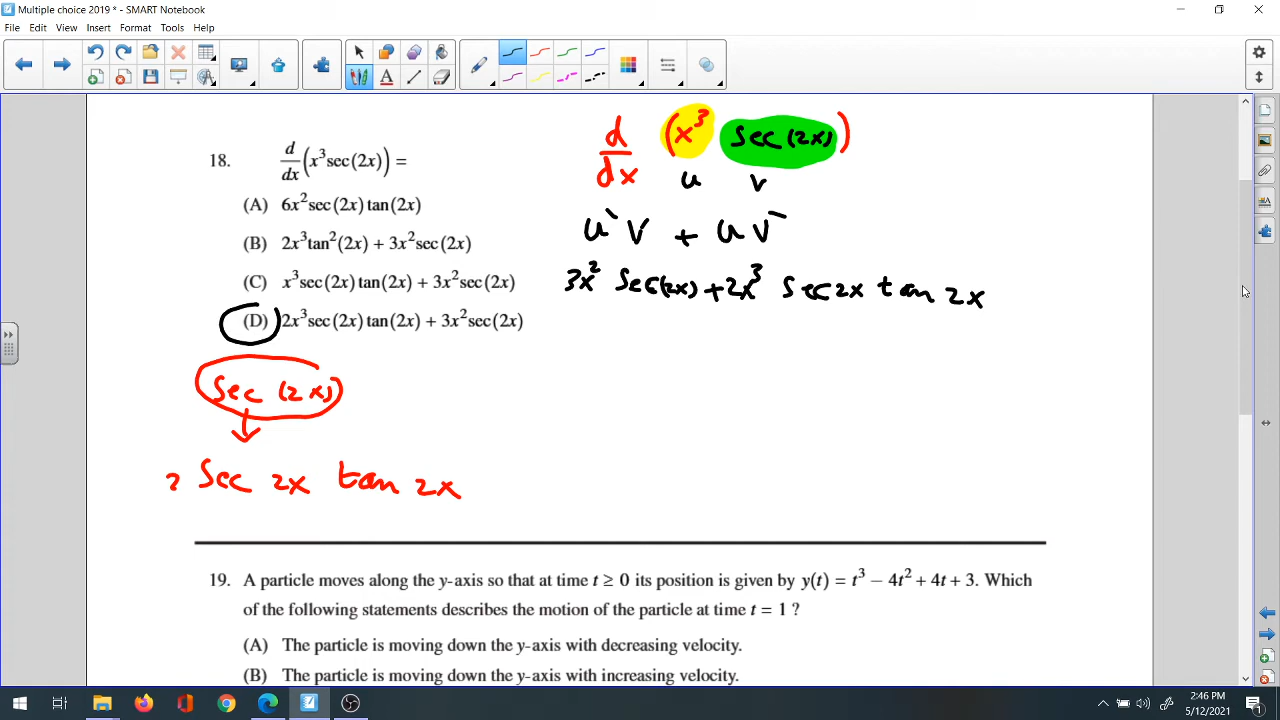 Multiple choice 2019 * - SMART Notebook
File Edit View Insert Format Tools Help
18. d/dx (x³sec(2x)) =
(A) 6x²sec(2x)tan(2x)
(B) 2x³tan²(2x) + 3x²sec(2x)
(C) x³sec(2x)tan(2x) + 3x²sec(2x)
(D) 2x³sec(2x)tan(2x) + 3x²sec(2x)
d/dx (x³ sec(2x))
u v
u` v + u v`
3x² sec(2x) + 2x³ sec2x tan 2x
sec (2x)
2 sec 2x tan 2x
19. A particle moves along the y-axis so that at time t ≥ 0 its position is given by y(t) = t³ − 4t² + 4t + 3. Which
of the following statements describes the motion of the particle at time t = 1 ?
(A) The particle is moving down the y-axis with decreasing velocity.
(B) The particle is moving down the y-axis with increasing velocity.
2:46 PM
5/12/2021